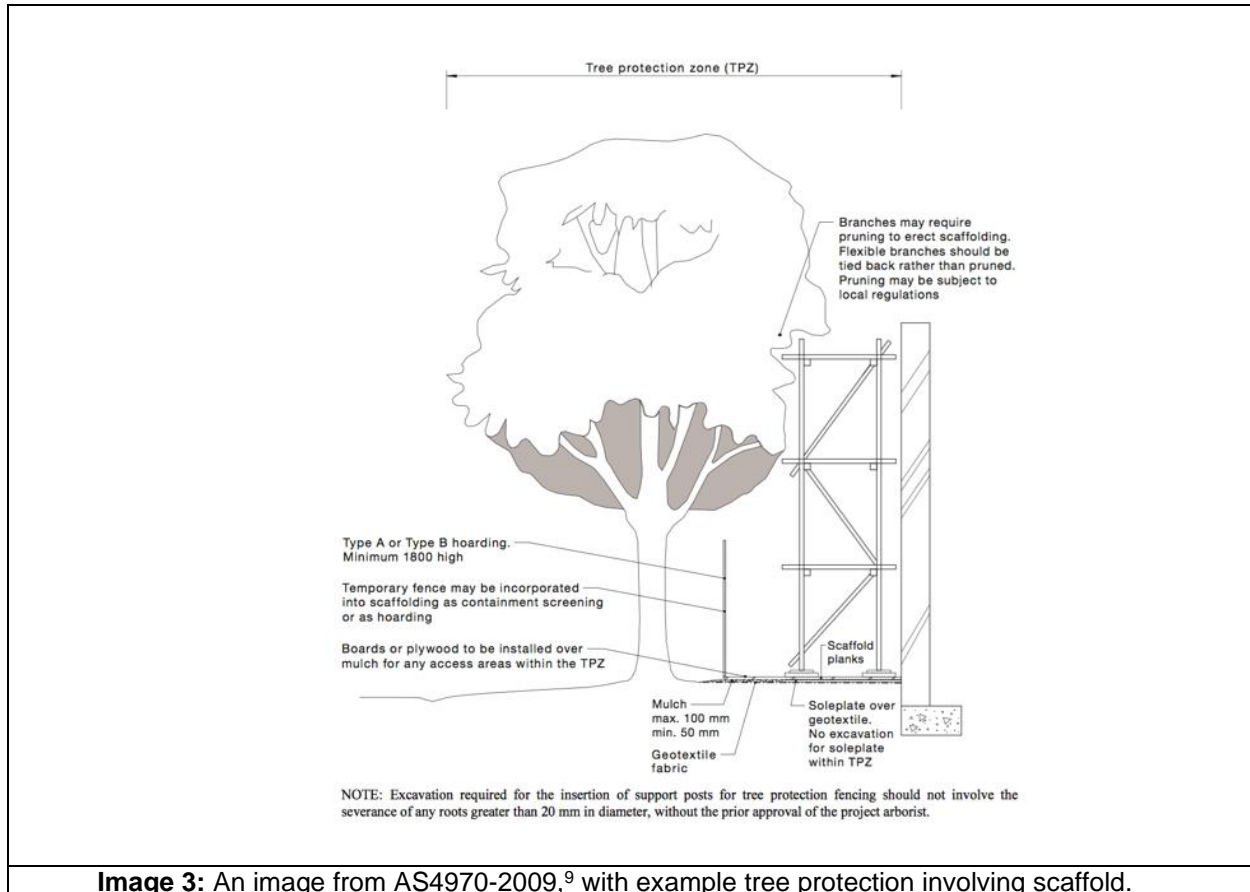 Tree protection zone (TPZ)
Branches may require
pruning to erect scaffolding.
Flexible branches should be
tied back rather than pruned.
Pruning may be subject to
local regulations
Type A or Type B hoarding.
Minimum 1800 high
Temporary fence may be incorporated
into scaffolding as containment screening
or as hoarding
Boards or plywood to be installed over
mulch for any access areas within the TPZ
Scaffold
planks
Mulch
max. 100 mm
min. 50 mm
Geotextile
fabric
Soleplate over
geotextile.
No excavation
for soleplate
within TPZ
NOTE: Excavation required for the insertion of support posts for tree protection fencing should not involve the
severance of any roots greater than 20 mm in diameter, without the prior approval of the project arborist.
Image 3: An image from AS4970-2009,⁹ with example tree protection involving scaffold.